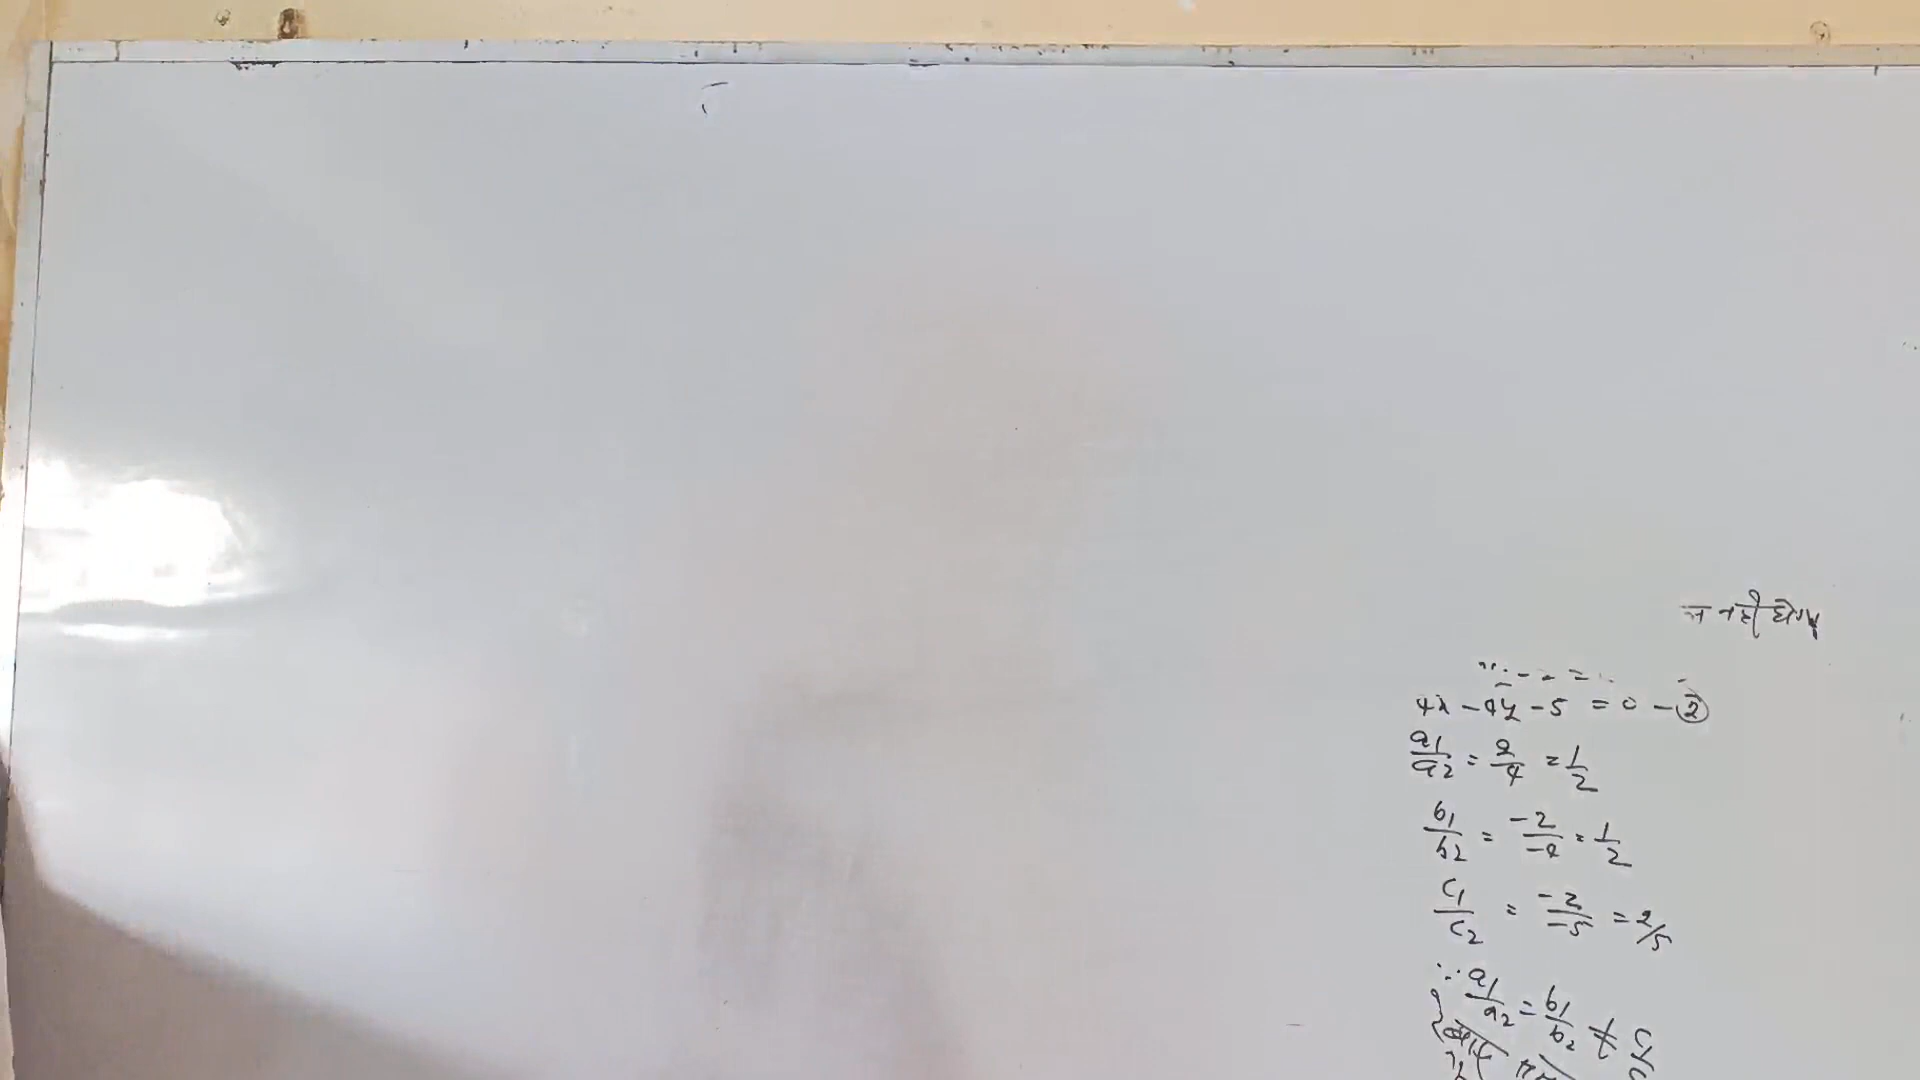 नही होगा
4x - 4y - 5 = 0 - ②
a1/a2 = 2/4 = 1/2
b1/b2 = -2/-4 = 1/2
c1/c2 = -2/-5 = 2/5
∵ a1/a2 = b1/b2 ≠ c1/c